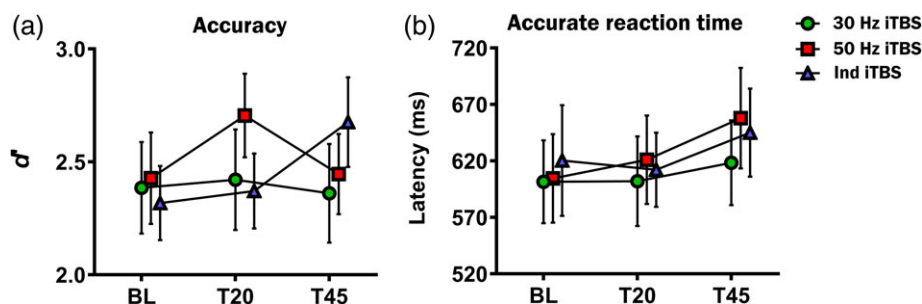 (a)
Accuracy
3.0
2.5
2.0
d'
BL
T20
T45
(b)
Accurate reaction time
720
670
620
570
520
Latency (ms)
BL
T20
T45
30 Hz iTBS
50 Hz iTBS
Ind iTBS